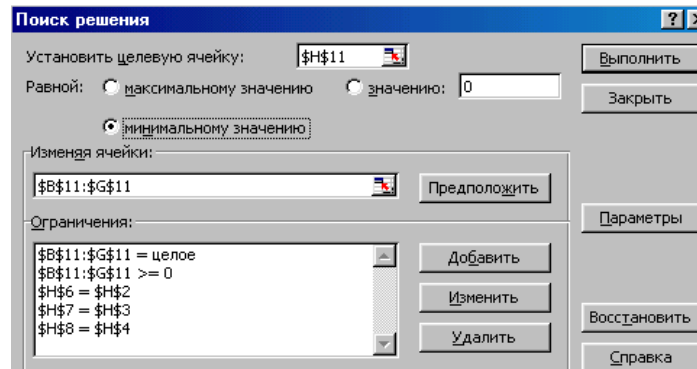 Поиск решения
Установить целевую ячейку: $H$11 Выполнить
Равной: максимальному значению значению: 0 Закрыть
минимальному значению
Изменяя ячейки:
$B$11:$G$11 Предположить
Ограничения: Параметры
$B$11:$G$11 = целое Добавить
$B$11:$G$11 >= 0
$H$6 = $H$2 Изменить
$H$7 = $H$3 Восстановить
$H$8 = $H$4 Удалить
Справка